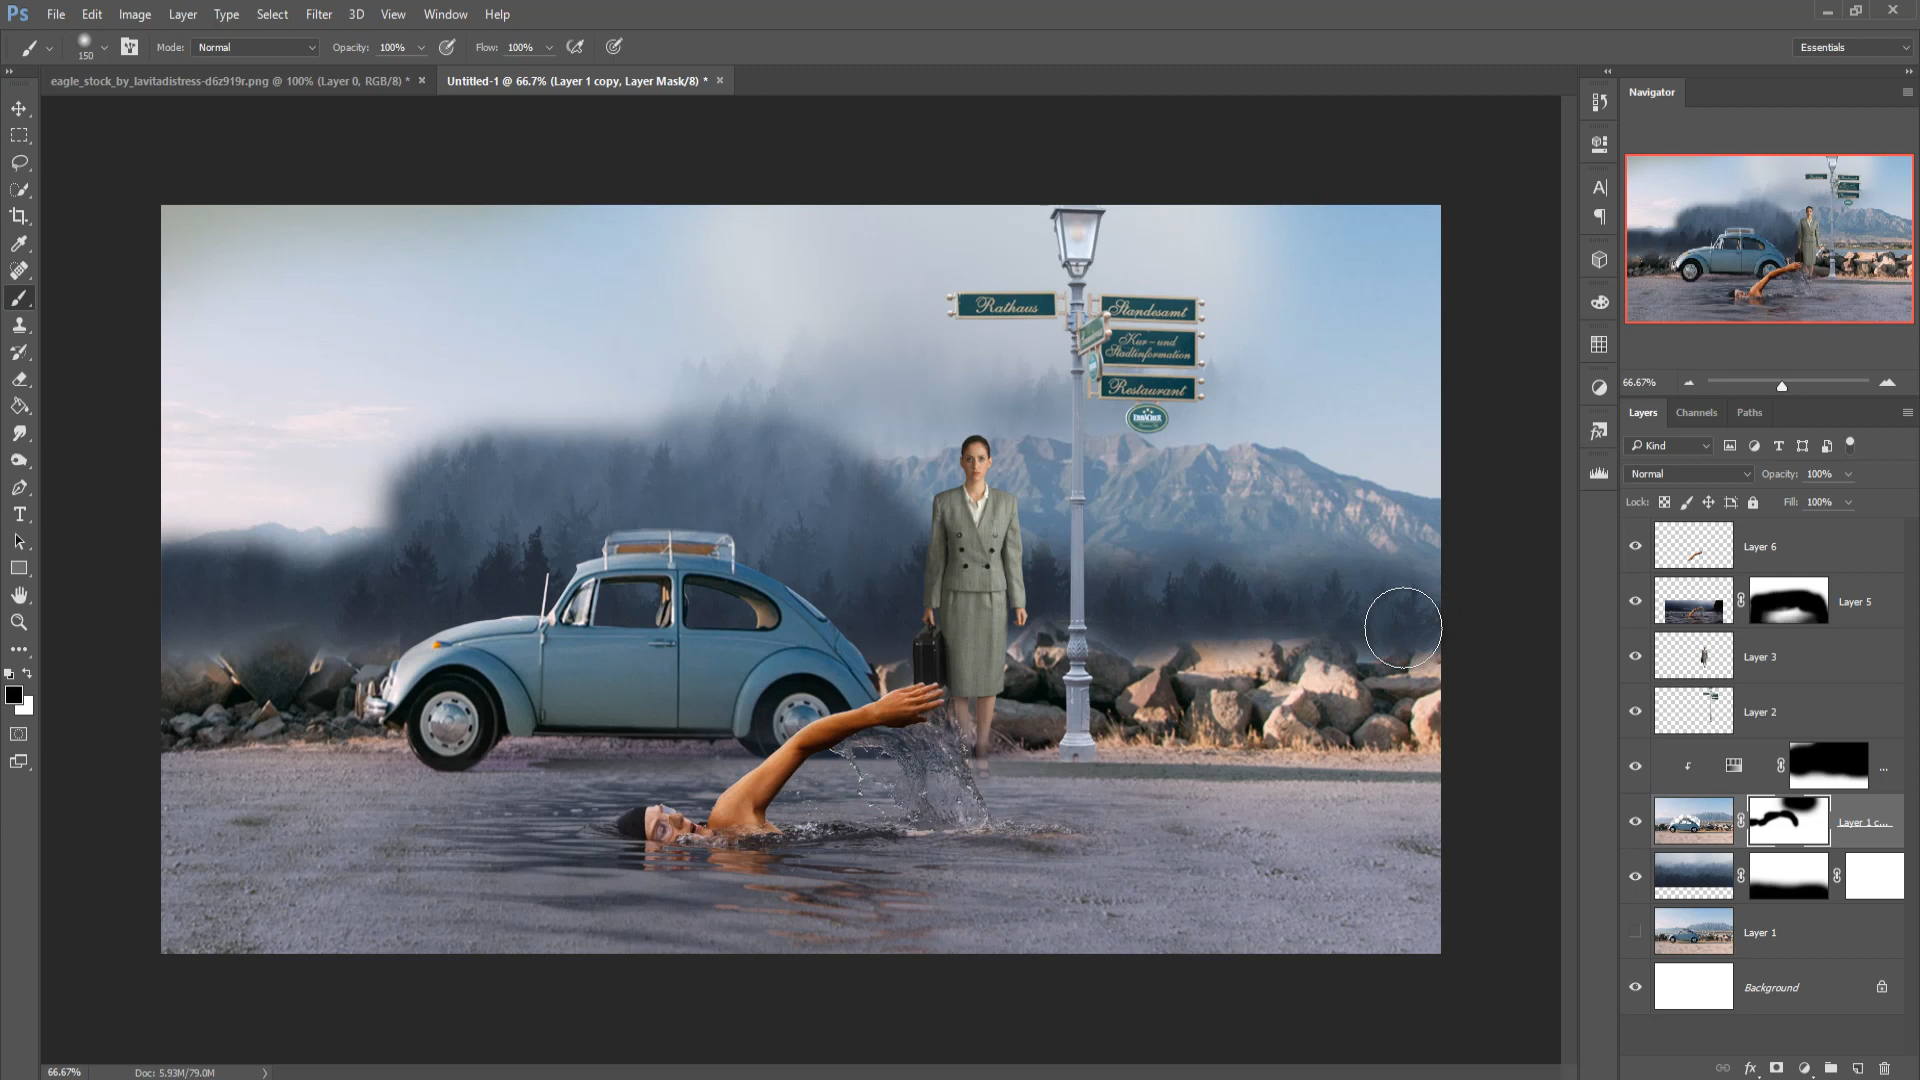 Ps File Edit Image Layer Type Select Filter 3D View Window Help
150 Mode: Normal Opacity: 100% Flow: 100% Essentials
eagle_stock_by_lavitadistress-d6z919r.png @ 100% (Layer 0, RGB/8) * Untitled-1 @ 66.7% (Layer 1 copy, Layer Mask/8) *
Navigator
Rathaus
Standesamt
Kur-und
Stadtinformation
Restaurant
ERBACHER
66.67%
Layers Channels Paths
Kind
Normal Opacity: 100%
Lock: Fill: 100%
Layer 6
Layer 5
Layer 3
Layer 2
...
Layer 1 c...
Layer 1
Background
66.67% Doc: 5.93M/79.0M